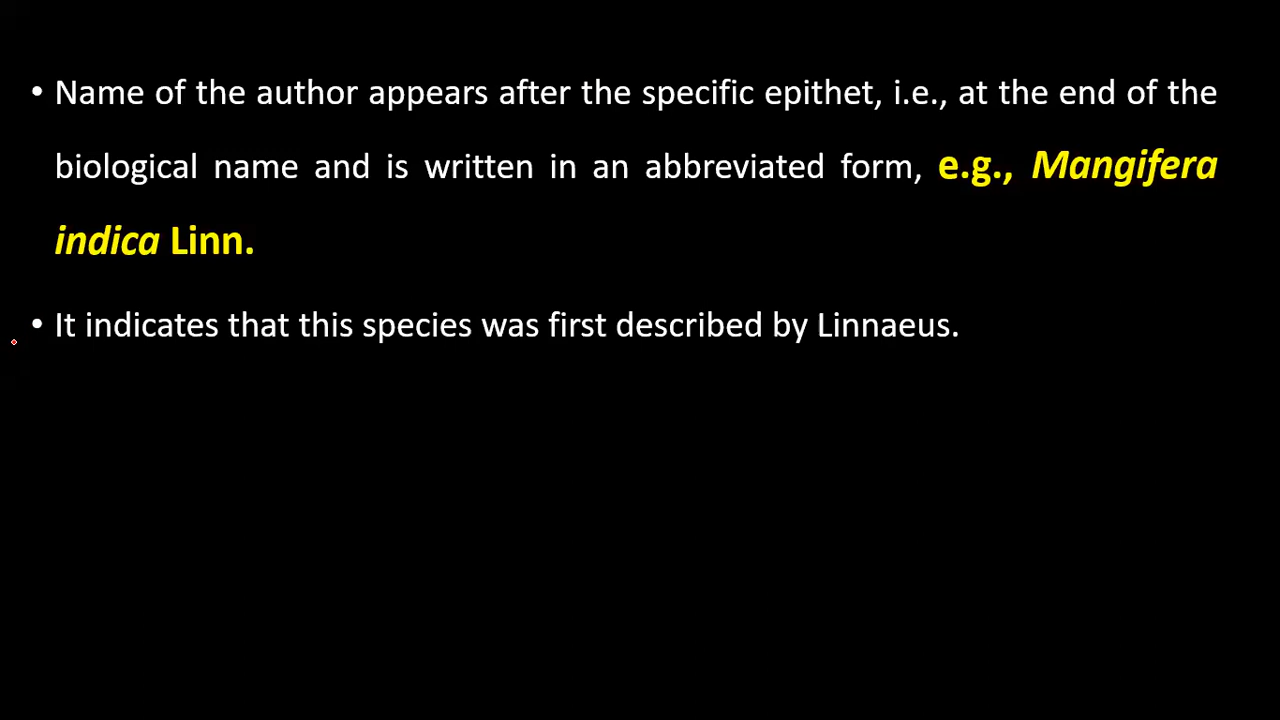 • Name of the author appears after the specific epithet, i.e., at the end of the
biological name and is written in an abbreviated form, e.g., Mangifera
indica Linn.
• It indicates that this species was first described by Linnaeus.